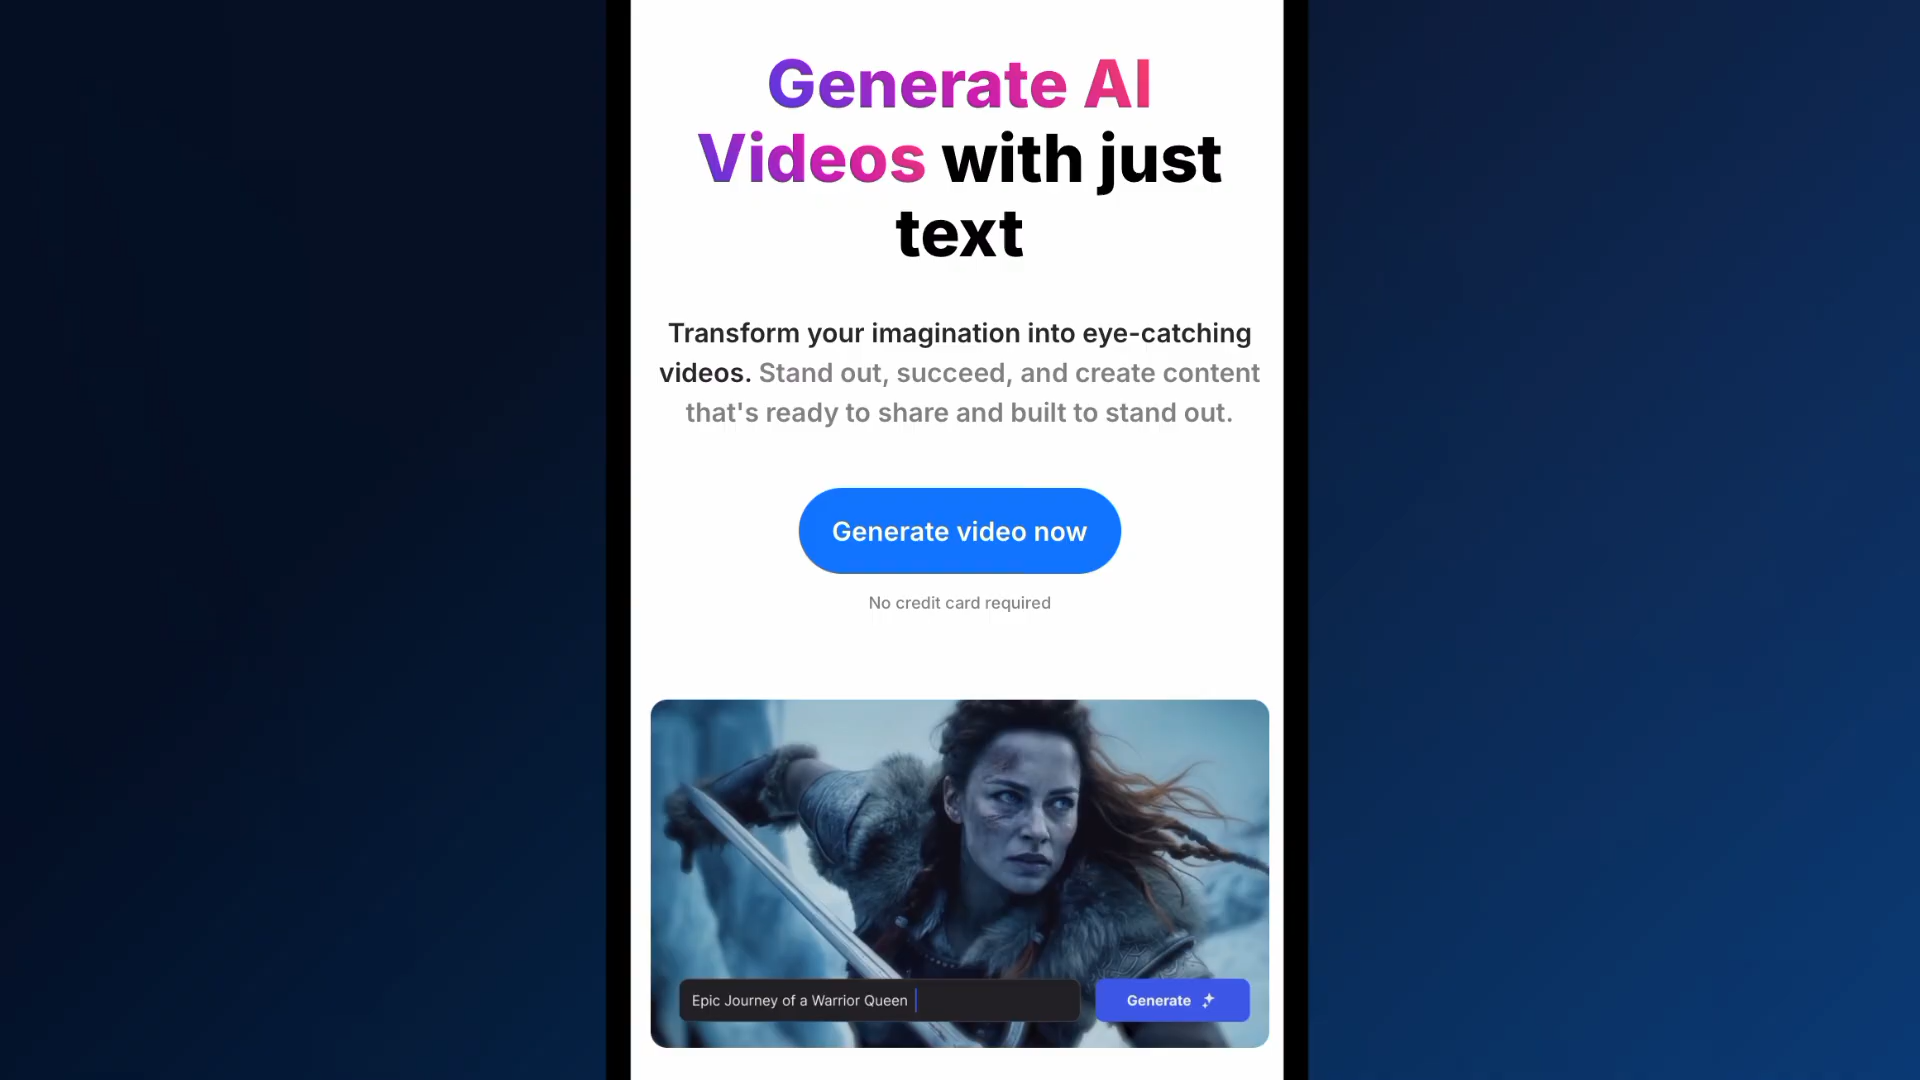 Generate AI
Videos with just
text
Transform your imagination into eye-catching
videos. Stand out, succeed, and create content
that's ready to share and built to stand out.
Generate video now
No credit card required
Epic Journey of a Warrior Queen
Generate